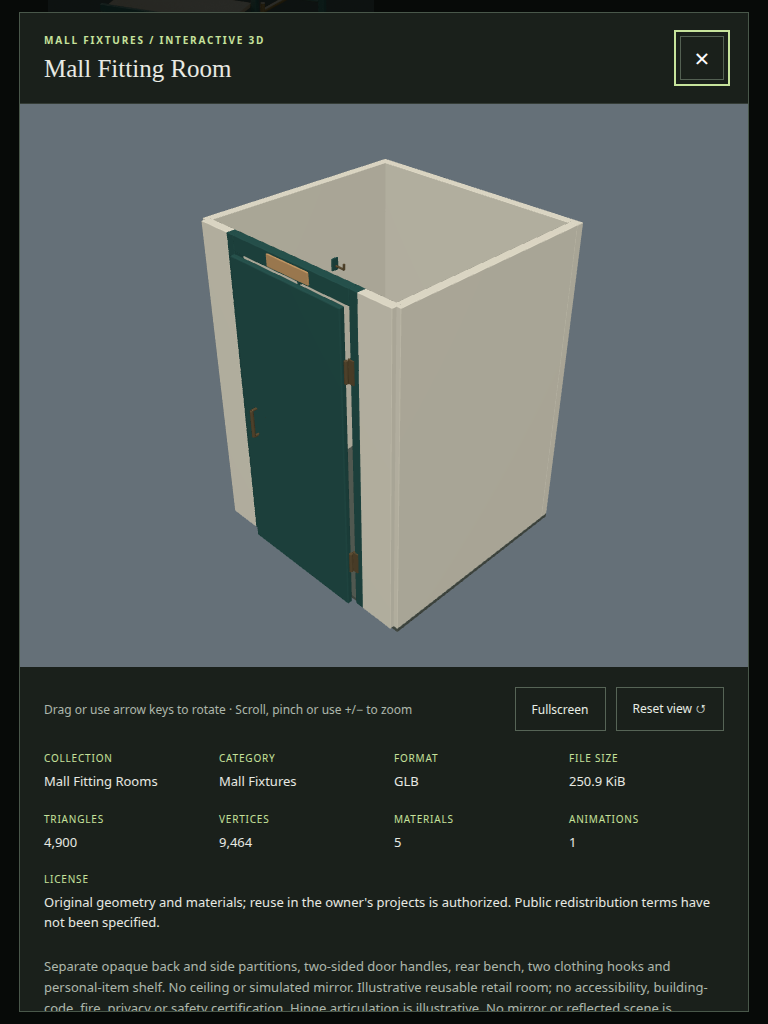 MALL FIXTURES / INTERACTIVE 3D
Mall Fitting Room
✕
Drag or use arrow keys to rotate · Scroll, pinch or use +/− to zoom
Fullscreen
Reset view ↺
COLLECTION
Mall Fitting Rooms
CATEGORY
Mall Fixtures
FORMAT
GLB
FILE SIZE
250.9 KiB
TRIANGLES
4,900
VERTICES
9,464
MATERIALS
5
ANIMATIONS
1
LICENSE
Original geometry and materials; reuse in the owner's projects is authorized. Public redistribution terms have
not been specified.
Separate opaque back and side partitions, two-sided door handles, rear bench, two clothing hooks and
personal-item shelf. No ceiling or simulated mirror. Illustrative reusable retail room; no accessibility, building-
code, fire, privacy or safety certification. Hinge articulation is illustrative. No mirror or reflected scene is